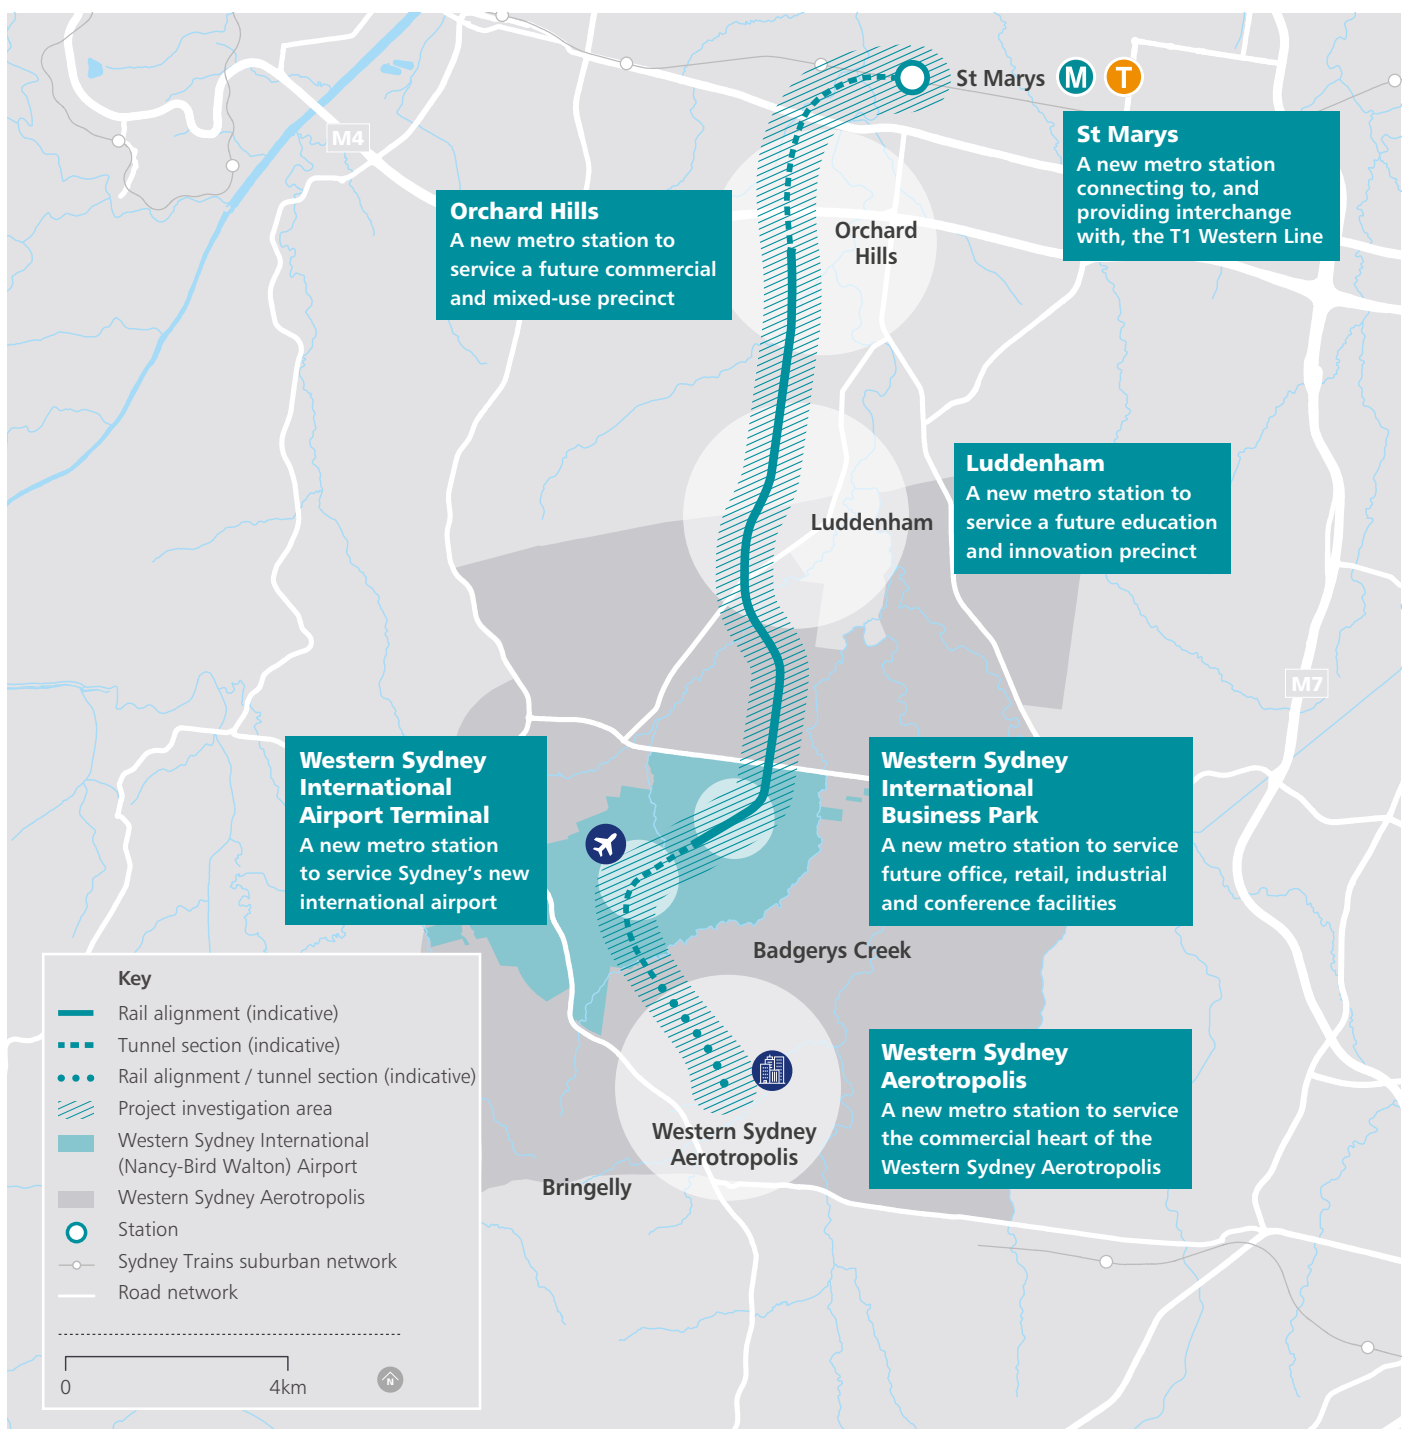 St Marys M T
M4
St Marys
A new metro station
connecting to, and
providing interchange
with, the T1 Western Line
Orchard Hills
A new metro station to
service a future commercial
and mixed-use precinct
Orchard
Hills
Luddenham
A new metro station to
service a future education
and innovation precinct
Luddenham
M7
Western Sydney
International
Airport Terminal
A new metro station
to service Sydney's new
international airport
Western Sydney
International
Business Park
A new metro station to service
future office, retail, industrial
and conference facilities
Badgerys Creek
Western Sydney
Aerotropolis
A new metro station to service
the commercial heart of the
Western Sydney Aerotropolis
Western Sydney
Aerotropolis
Bringelly
Key
Rail alignment (indicative)
Tunnel section (indicative)
Rail alignment / tunnel section (indicative)
Project investigation area
Western Sydney International
(Nancy-Bird Walton) Airport
Western Sydney Aerotropolis
Station
Sydney Trains suburban network
Road network
0 4km
N